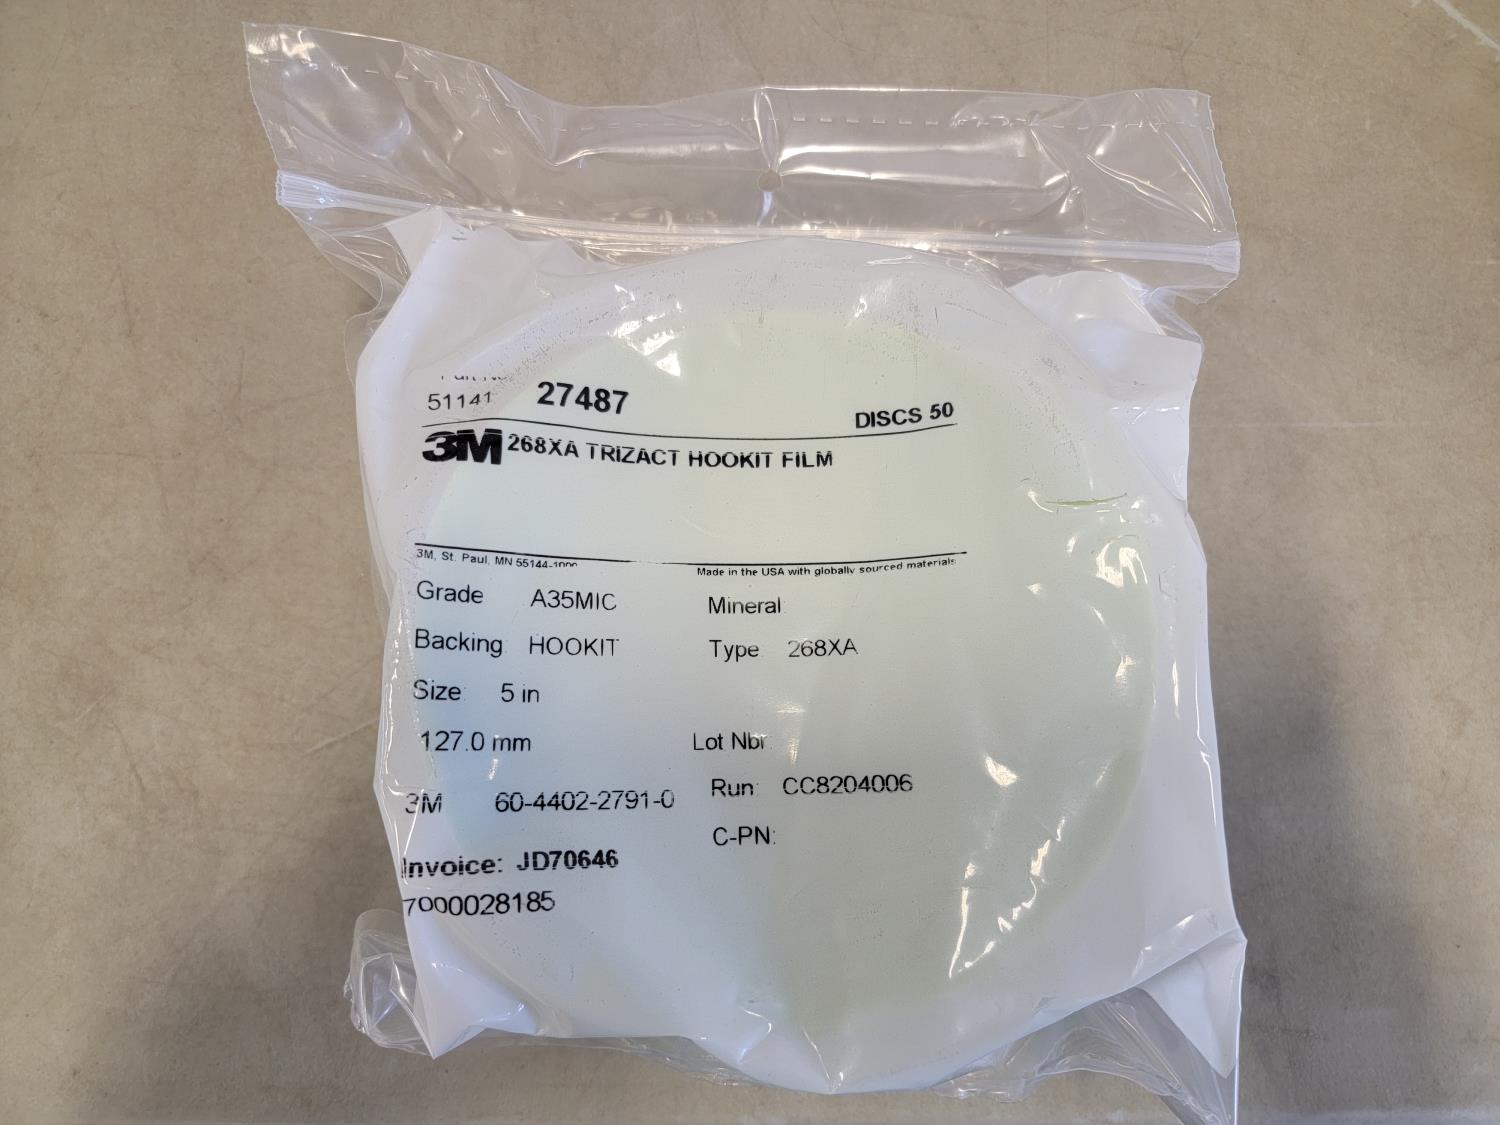 51141 27487
DISCS 50
3M 268XA TRIZACT HOOKIT FILM
3M, St. Paul, MN 55144-1000
Made in the USA with globally sourced materials
Grade A35MIC Mineral
Backing HOOKIT Type 268XA
Size 5 in
127.0 mm Lot Nbr
3M 60-4402-2791-0 Run: CC8204006
C-PN:
Invoice: JD70646
7000028185